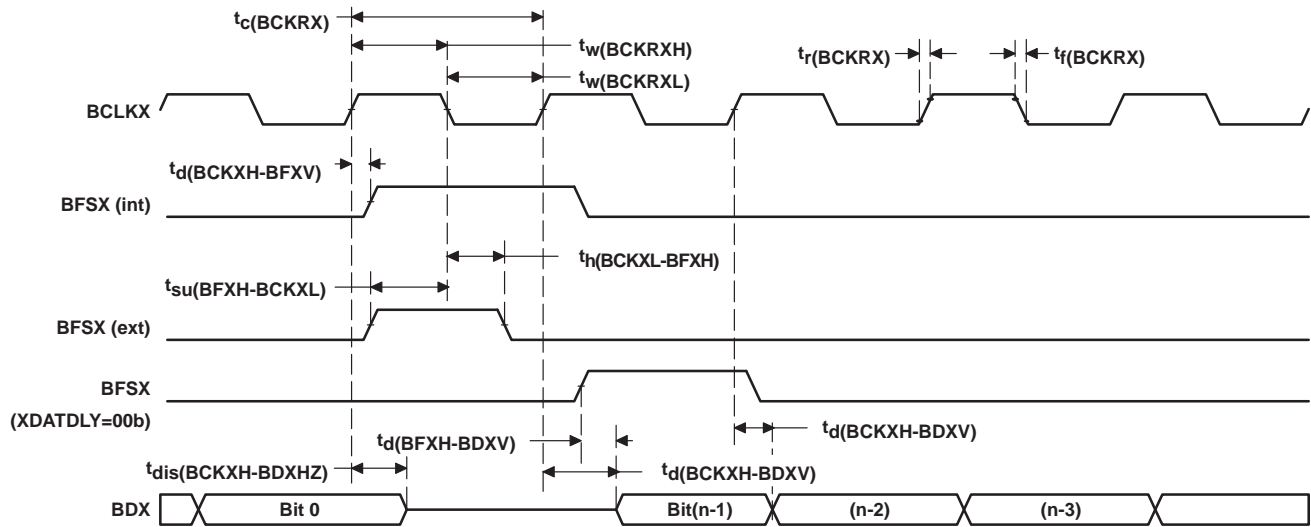 tc(BCKRX)
tw(BCKRXH)
tr(BCKRX)
tf(BCKRX)
tw(BCKRXL)
BCLKX
td(BCKXH-BFXV)
BFSX (int)
th(BCKXL-BFXH)
tsu(BFXH-BCKXL)
BFSX (ext)
BFSX
(XDATDLY=00b)
td(BFXH-BDXV)
td(BCKXH-BDXV)
tdis(BCKXH-BDXHZ)
td(BCKXH-BDXV)
BDX
Bit 0
Bit(n-1)
(n-2)
(n-3)